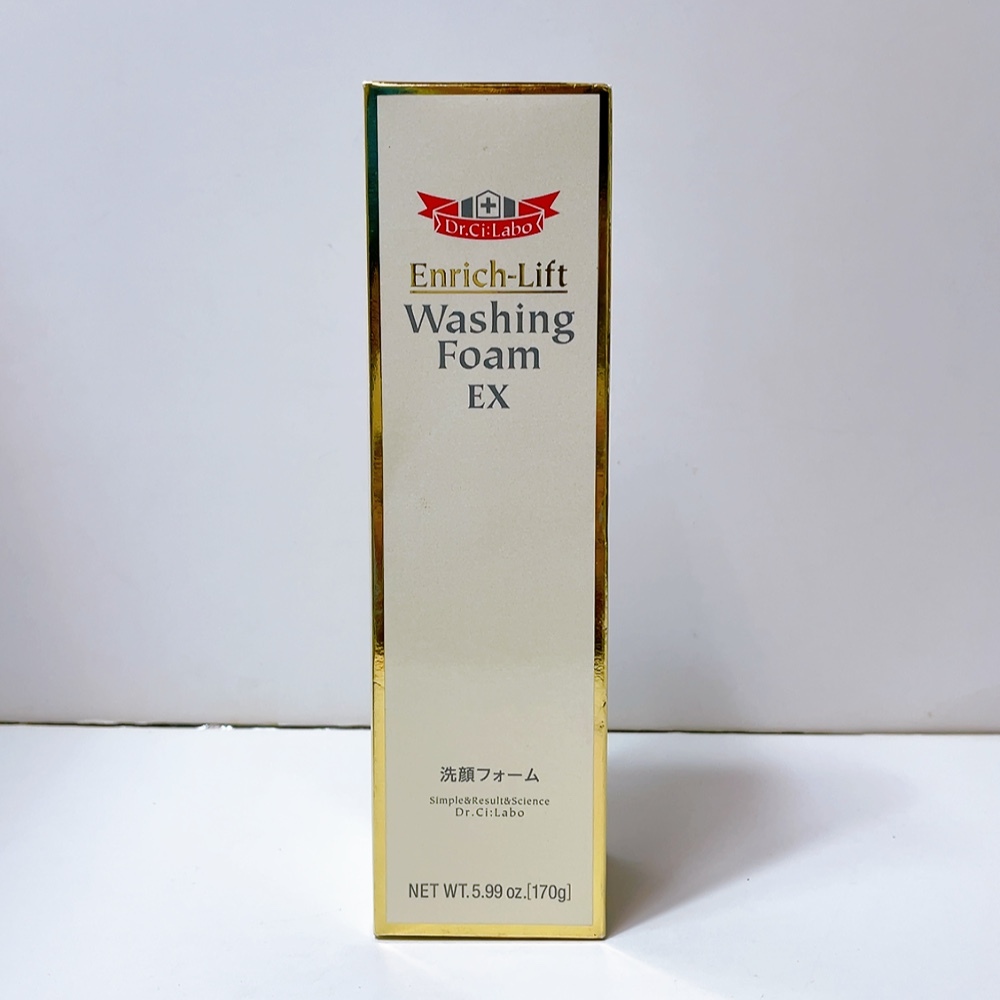 Dr.Ci:Labo
Enrich-Lift
Washing
Foam
EX
洗顔フォーム
Simple&Result&Science
Dr.Ci:Labo
NET WT. 5.99 oz.[170g]